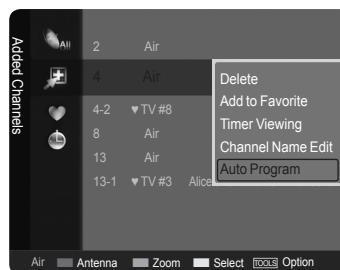 Added Channels
All
2 Air
4 Air
4-2 ♥ TV #8
8 Air
13 Air
13-1 ♥ TV #3 Alice
Delete
Add to Favorite
Timer Viewing
Channel Name Edit
Auto Program
Air Antenna Zoom Select TOOLS Option